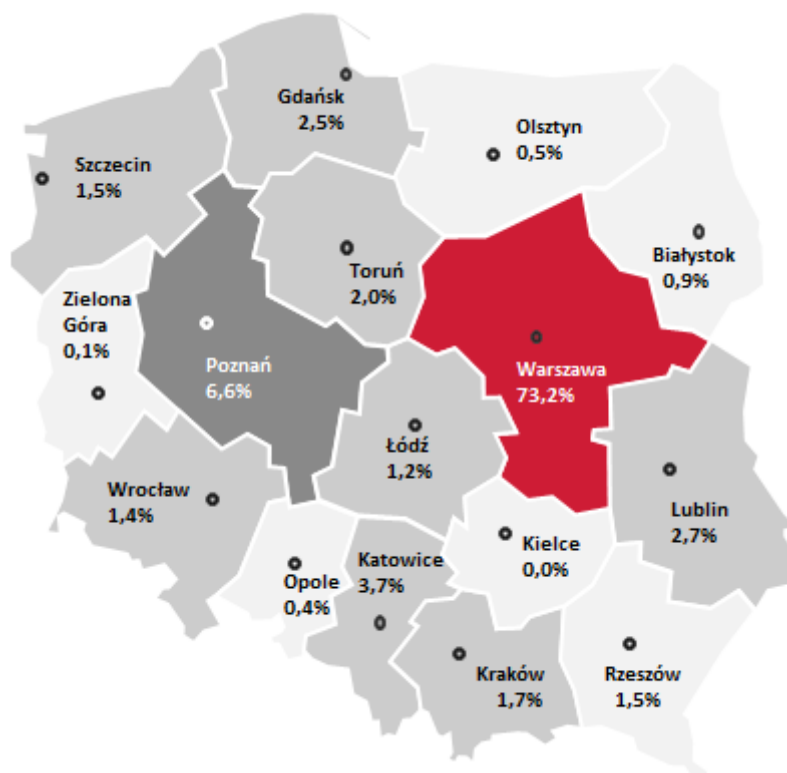 Gdańsk
2,5%
Olsztyn
0,5%
Szczecin
1,5%
Białystok
0,9%
Toruń
2,0%
Zielona
Góra
0,1%
Poznań
6,6%
Warszawa
73,2%
Łódź
1,2%
Wrocław
1,4%
Lublin
2,7%
Katowice
3,7%
Kielce
0,0%
Opole
0,4%
Kraków
1,7%
Rzeszów
1,5%